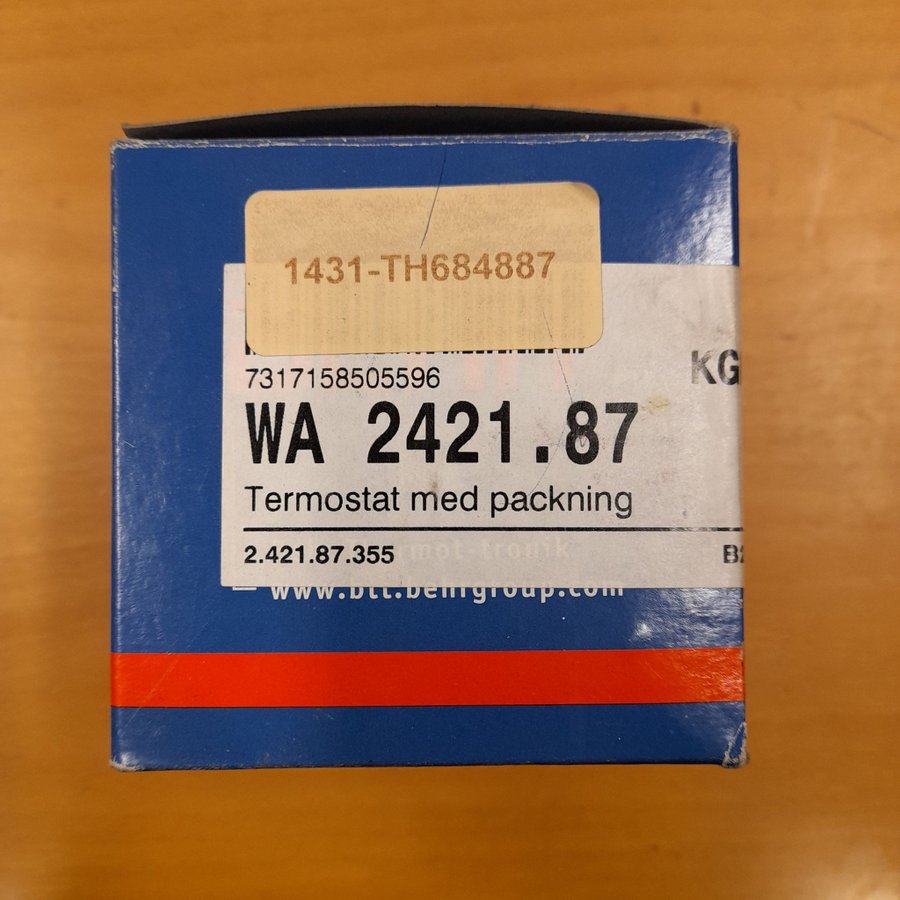 1431-TH684887
7317158505596
KG
WA 2421.87
Termostat med packning
2.421.87.355
www.btt.behrgroup.com